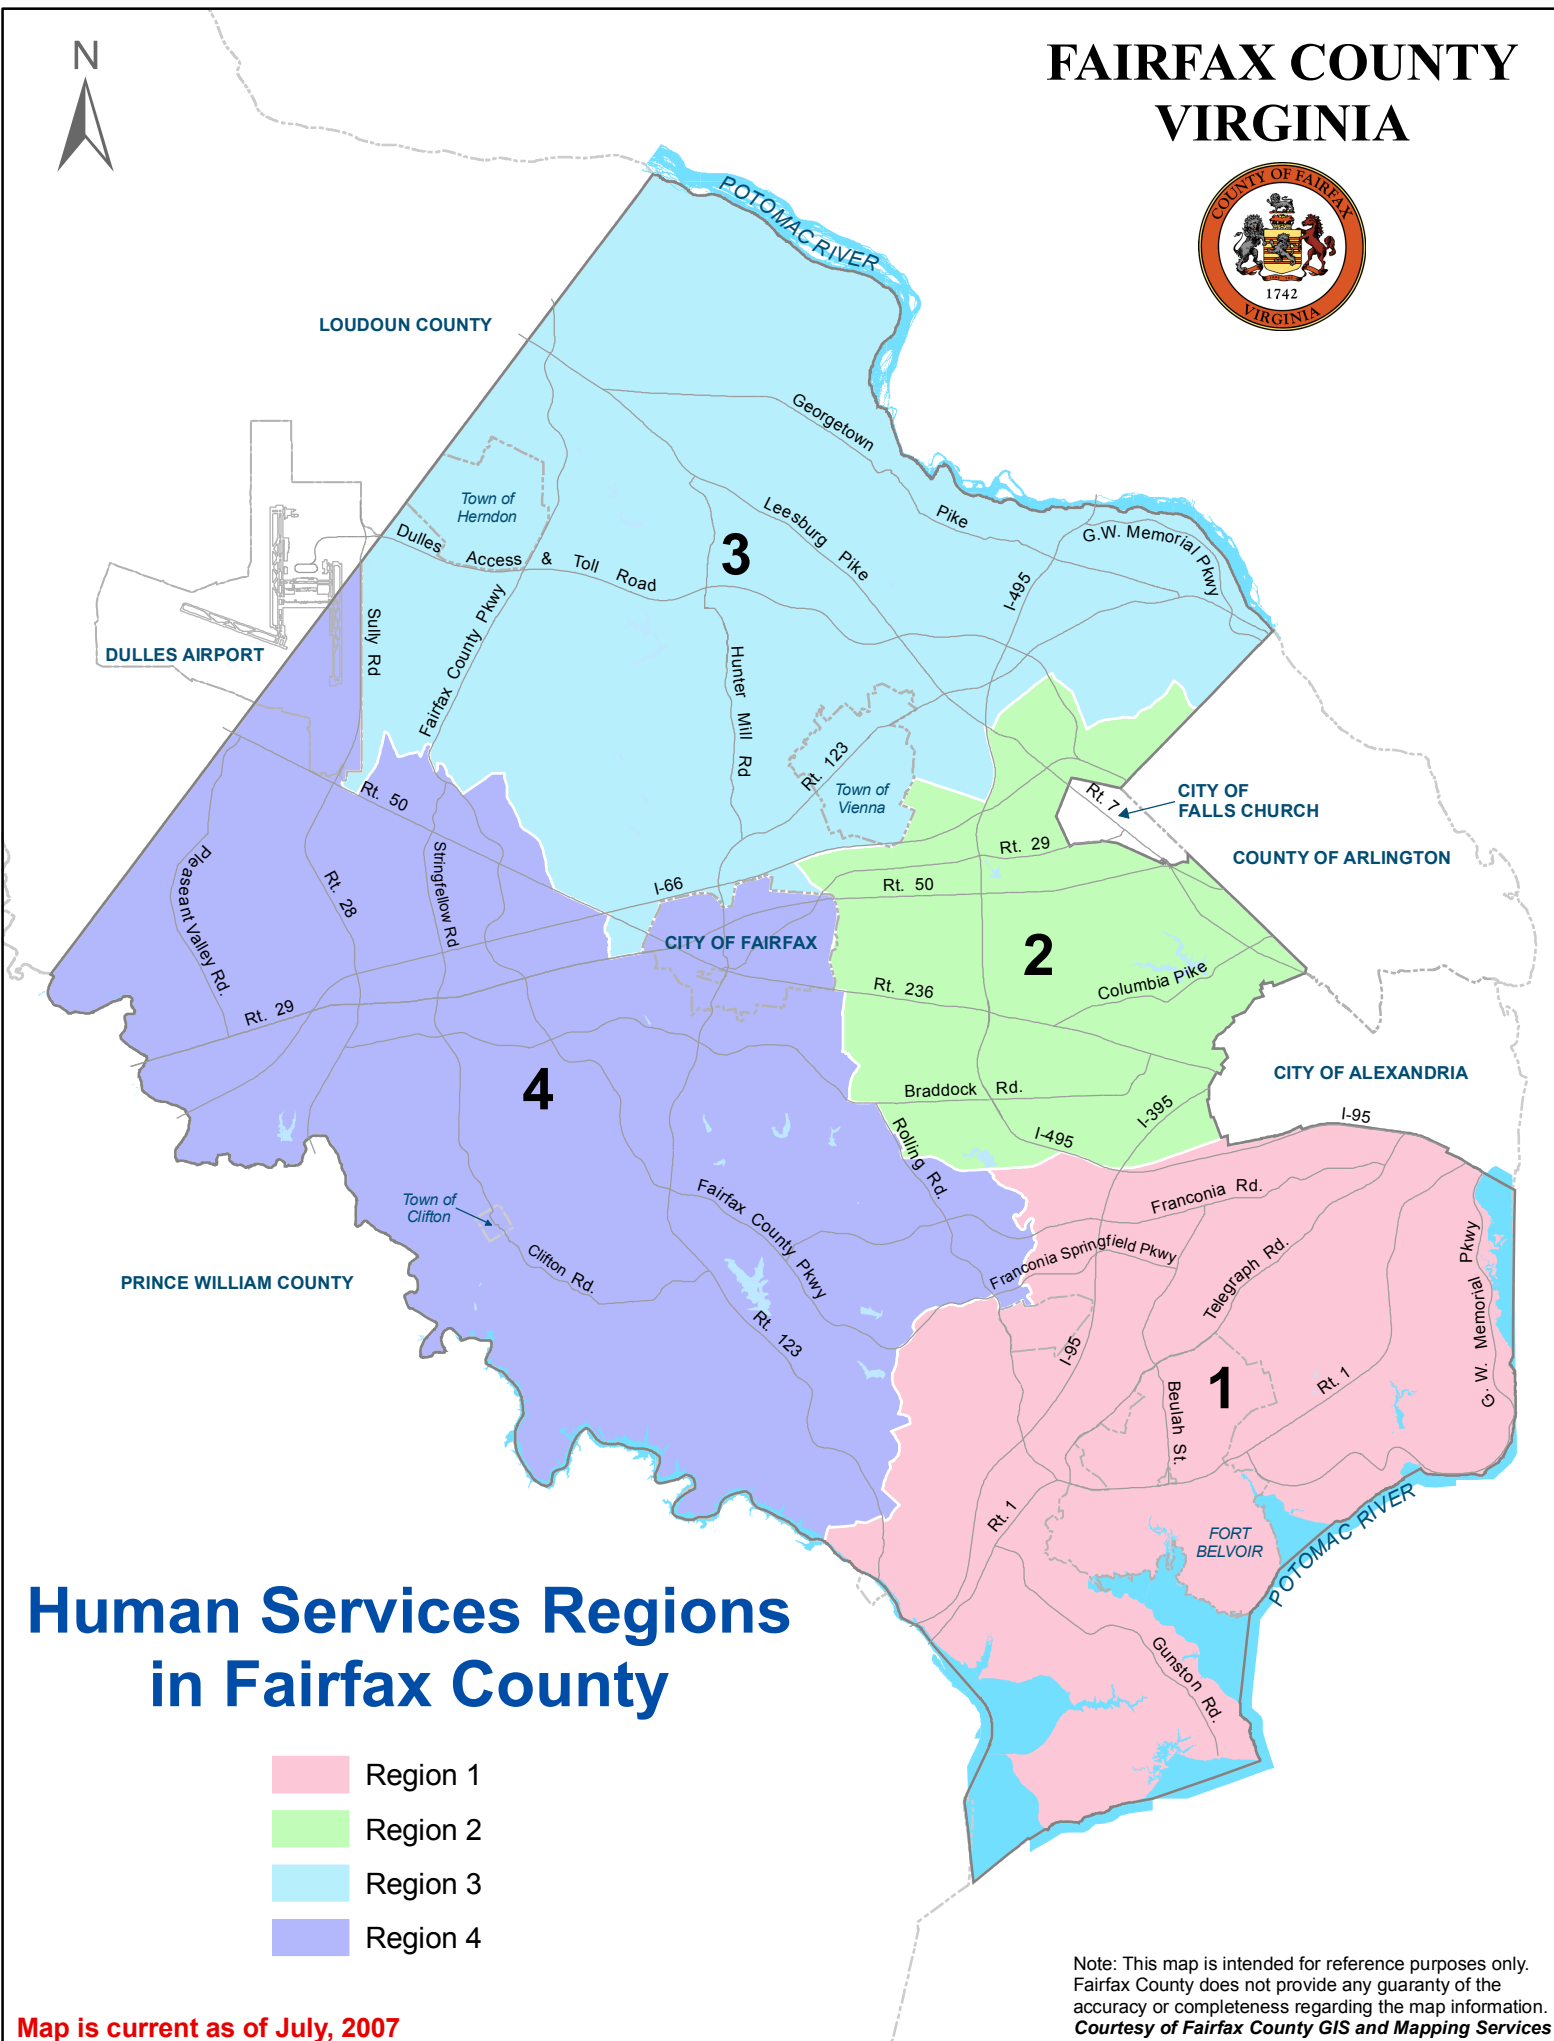 N
FAIRFAX COUNTY
VIRGINIA
COUNTY OF FAIRFAX
1742
VIRGINIA
POTOMAC RIVER
LOUDOUN COUNTY
Georgetown
Pike
Leesburg Pike
Town of
Herndon
G.W. Memorial Pkwy
3
Dulles Access & Toll Road
I-495
Fairfax County Pkwy
Sully Rd
DULLES AIRPORT
Hunter Mill Rd
Rt. 123
Town of
Vienna
Rt. 50
Rt. 7
CITY OF
FALLS CHURCH
Rt. 29
COUNTY OF ARLINGTON
Pleaseant Valley Rd.
Rt. 28
Stringfellow Rd
I-66
Rt. 50
CITY OF FAIRFAX
2
Rt. 236
Columbia Pike
Rt. 29
4
CITY OF ALEXANDRIA
Braddock Rd.
I-395
I-95
I-495
Rolling Rd.
Town of
Clifton
Fairfax County Pkwy
Franconia Rd.
Clifton Rd.
Franconia Springfield Pkwy
Telegraph Rd.
G. W. Memorial Pkwy
PRINCE WILLIAM COUNTY
Rt. 123
I-95
1
Rt. 1
Beulah St.
Rt. 1
FORT
BELVOIR
POTOMAC RIVER
Gunston Rd.
Human Services Regions
in Fairfax County
Region 1
Region 2
Region 3
Region 4
Note: This map is intended for reference purposes only.
Fairfax County does not provide any guaranty of the
accuracy or completeness regarding the map information.
Courtesy of Fairfax County GIS and Mapping Services
Map is current as of July, 2007